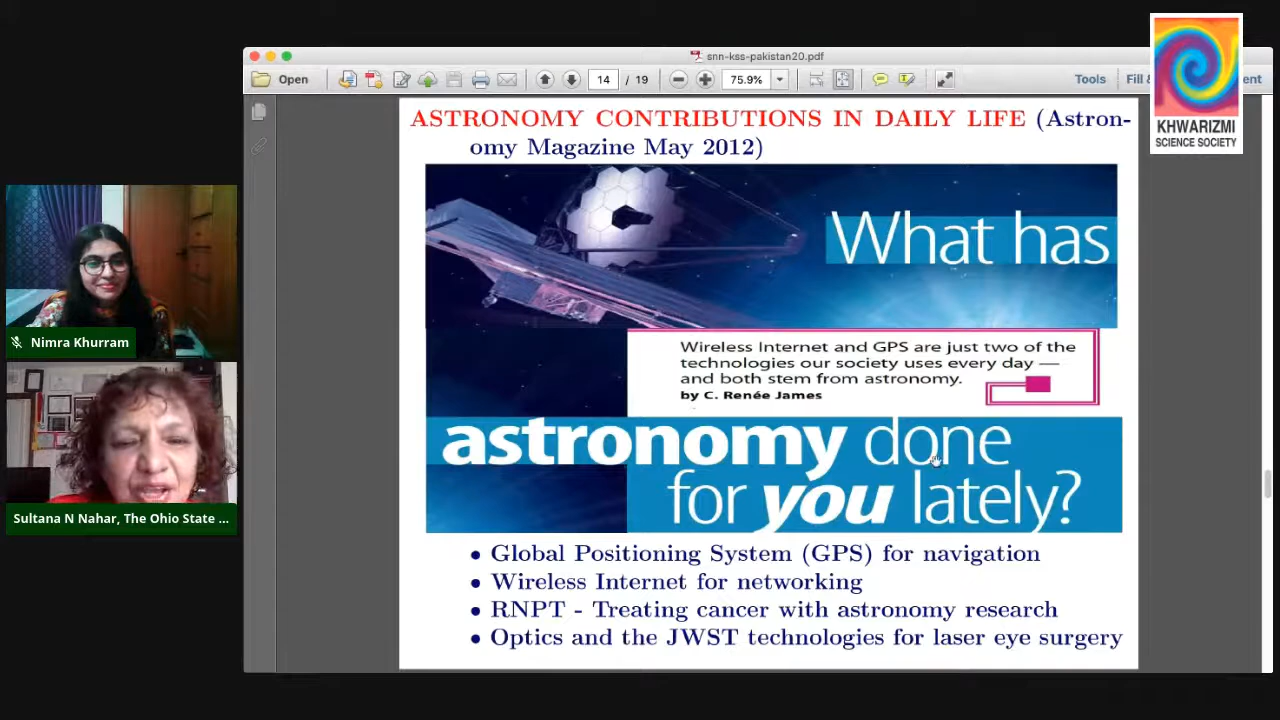 snn-kss-pakistan20.pdf
Open
14 / 19
75.9%
Tools
Fill &
ent
KHWARIZMI
SCIENCE SOCIETY
ASTRONOMY CONTRIBUTIONS IN DAILY LIFE (Astron-
omy Magazine May 2012)
What has
Wireless Internet and GPS are just two of the
technologies our society uses every day —
and both stem from astronomy.
by C. Renée James
astronomy done
for you lately?
• Global Positioning System (GPS) for navigation
• Wireless Internet for networking
• RNPT - Treating cancer with astronomy research
• Optics and the JWST technologies for laser eye surgery
Nimra Khurram
Sultana N Nahar, The Ohio State ...